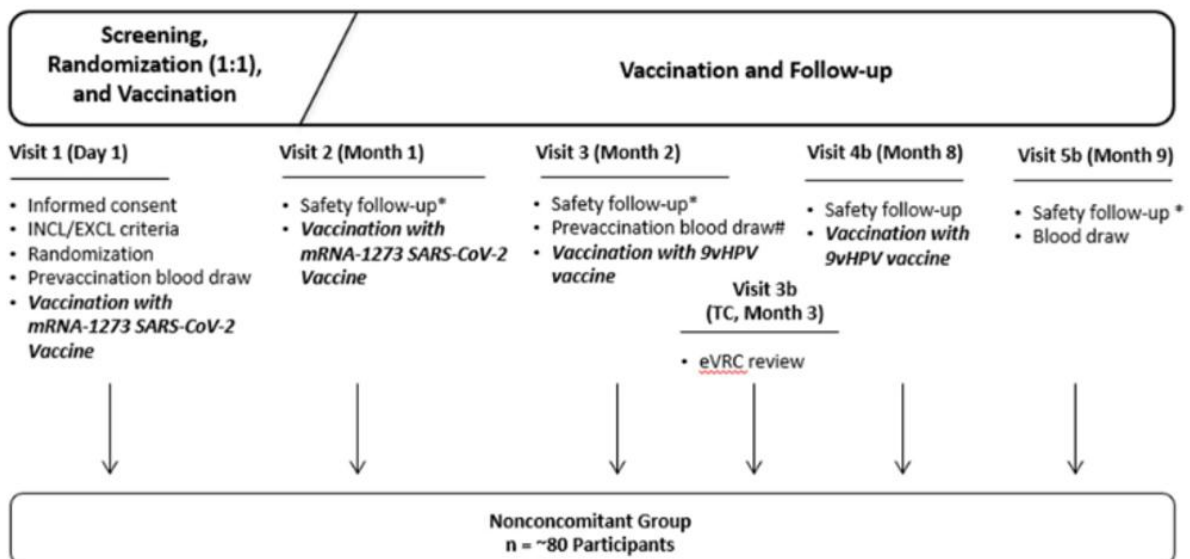 Screening,
Randomization (1:1),
and Vaccination
Vaccination and Follow-up
Visit 1 (Day 1)
• Informed consent
• INCL/EXCL criteria
• Randomization
• Prevaccination blood draw
• Vaccination with
mRNA-1273 SARS-CoV-2
Vaccine
Visit 2 (Month 1)
• Safety follow-up*
• Vaccination with
mRNA-1273 SARS-CoV-2
Vaccine
Visit 3 (Month 2)
• Safety follow-up*
• Prevaccination blood draw#
• Vaccination with 9vHPV
vaccine
Visit 3b
(TC, Month 3)
• eVRC review
Visit 4b (Month 8)
• Safety follow-up
• Vaccination with
9vHPV vaccine
Visit 5b (Month 9)
• Safety follow-up *
• Blood draw
Nonconcomitant Group
n = ~80 Participants